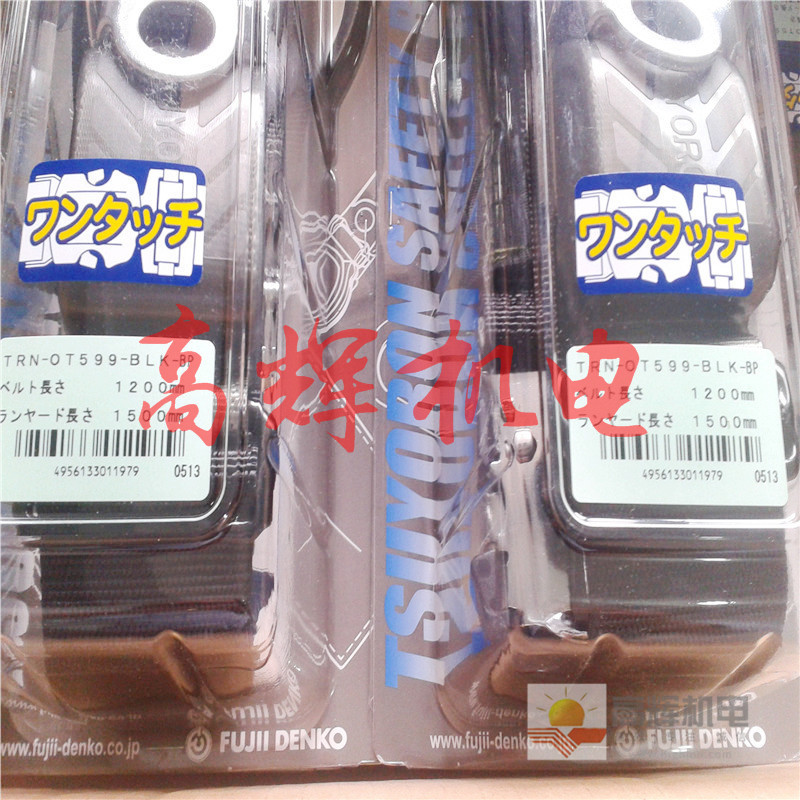 TSUYORON SAFETY
ワンタッチ
TRN-OT599-BLK-BP
ベルト長さ 1200mm
ランヤード長さ 1500mm
4956133011979 0513
www.fujii-denko.co.jp
FUJII DENKO
ワンタッチ
TRN-OT599-BLK-BP
ベルト長さ 1200mm
ランヤード長さ 1500mm
4956133011979 0513
www.fujii-denko.co.jp
FUJII DENKO
高辉机电
高辉机电